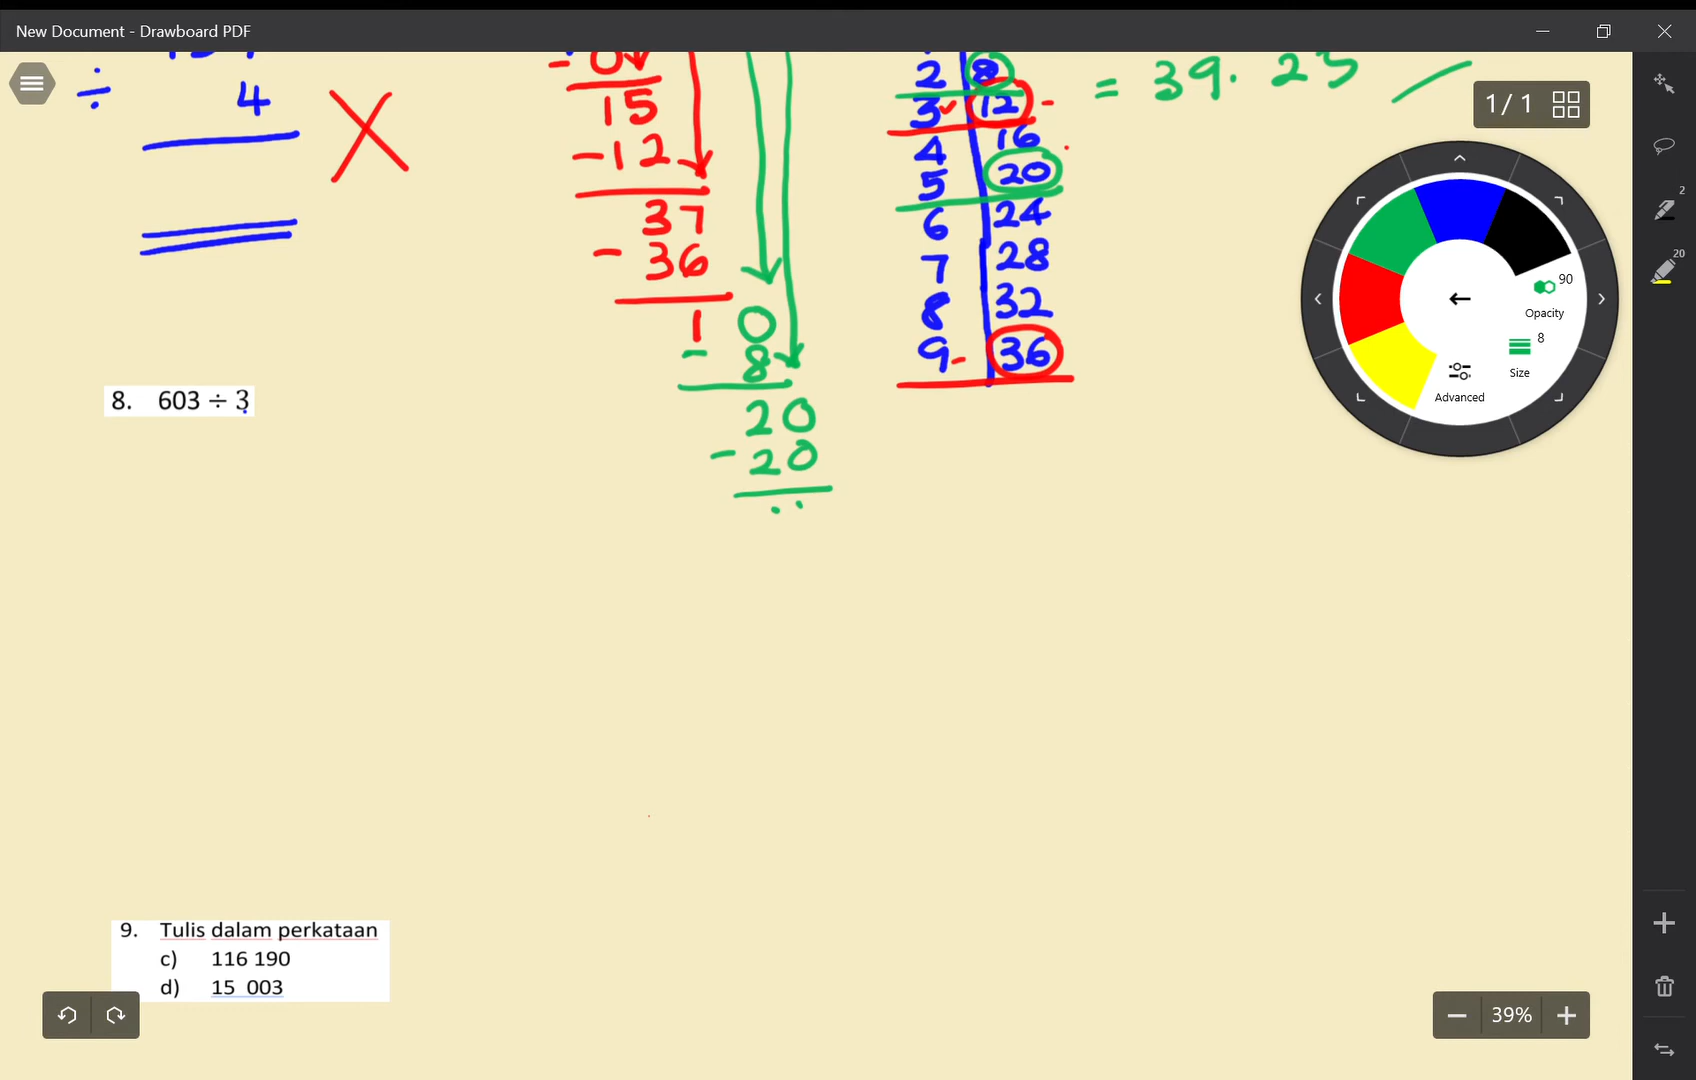 New Document - Drawboard PDF
1 / 1
÷
4
- 0
15
-12
37
- 36
1 0
- 8
20
- 20
2 8
3 12 -
4 16
5 20
6 24
7 28
8 32
9 - 36
= 39. 25
90
Opacity
8
Size
Advanced
2
20
8. 603 ÷ 3
9. Tulis dalam perkataan
c) 116 190
d) 15 003
39%